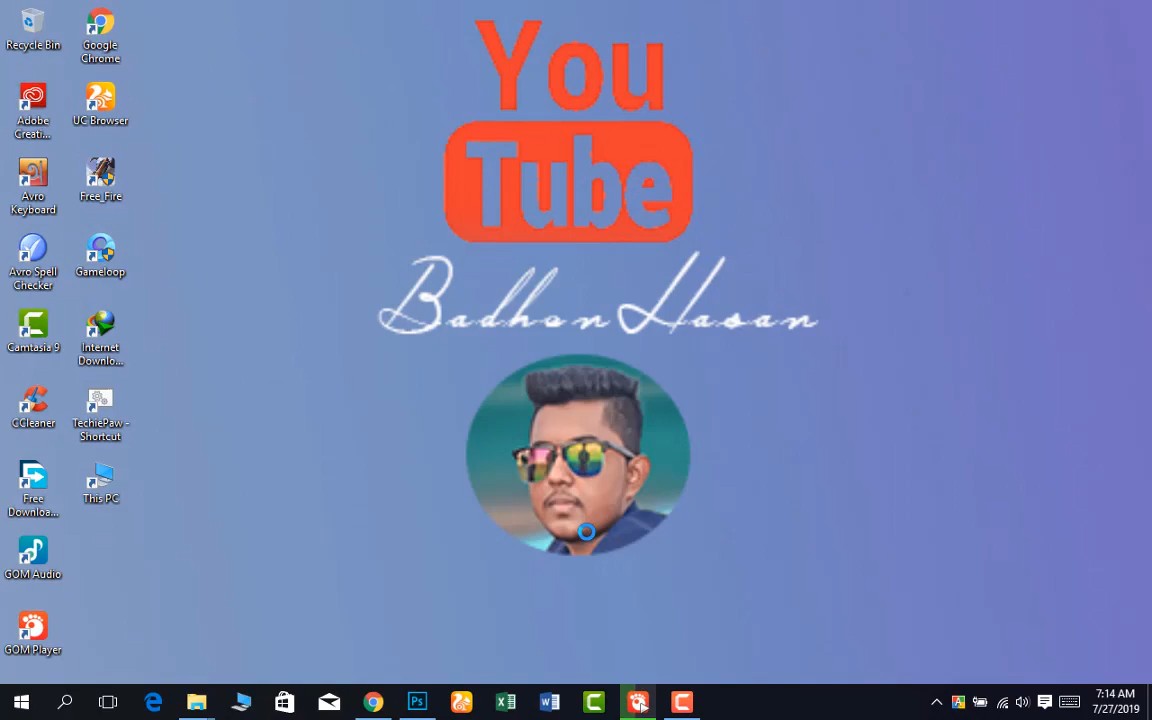 Recycle Bin
Google
Chrome
Adobe
Creati...
UC Browser
Avro
Keyboard
Free_Fire
Avro Spell
Checker
Gameloop
Camtasia 9
Internet
Downlo...
CCleaner
TechiePaw -
Shortcut
Free
Downloa...
This PC
GOM Audio
GOM Player
You
Tube
Badhon Hasan
Ps
7:14 AM
7/27/2019